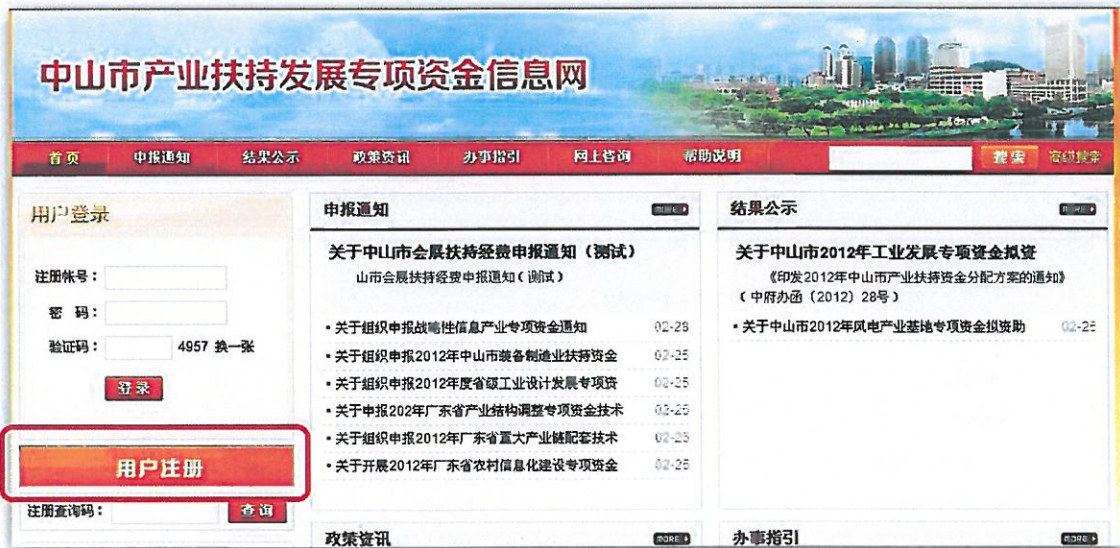 中山市产业扶持发展专项资金信息网
首页 申报通知 结果公示 政策资讯 办事指引 网上咨询 帮助说明 搜索 高级搜索
用户登录
注册帐号：
密 码：
验证码： 4957 换一张
登录
用户注册
注册查询码： 查询
申报通知 MORE
关于中山市会展扶持经费申报通知（测试）
山市会展扶持经费申报通知（测试）
关于组织申报战略性信息产业专项资金通知 02-28
关于组织申报2012年中山市装备制造业扶持资金 02-25
关于组织申报2012年度省级工业设计发展专项资 02-25
关于申报202年广东省产业结构调整专项资金技术 02-25
关于组织申报2012年广东省重大产业链配套技术 02-25
关于开展2012年广东省农村信息化建设专项资金 02-25
政策资讯 MORE
结果公示 MORE
关于中山市2012年工业发展专项资金拟资
《印发2012年中山市产业扶持资金分配方案的通知》
（中府办函（2012）28号）
关于中山市2012年风电产业基地专项资金拟资助 02-25
办事指引 MORE